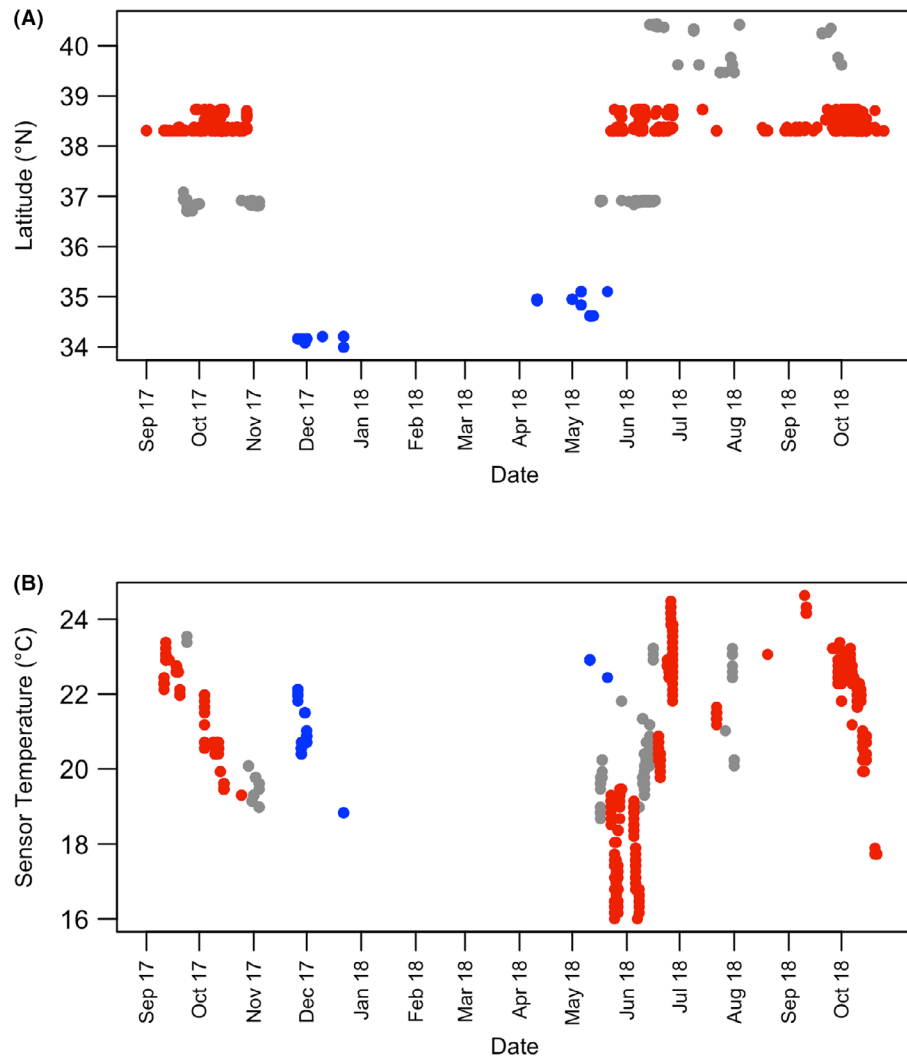 (A)
Latitude (°N)
40
39
38
37
36
35
34
Sep 17
Oct 17
Nov 17
Dec 17
Jan 18
Feb 18
Mar 18
Apr 18
May 18
Jun 18
Jul 18
Aug 18
Sep 18
Oct 18
Date
(B)
Sensor Temperature (°C)
24
22
20
18
16
Sep 17
Oct 17
Nov 17
Dec 17
Jan 18
Feb 18
Mar 18
Apr 18
May 18
Jun 18
Jul 18
Aug 18
Sep 18
Oct 18
Date